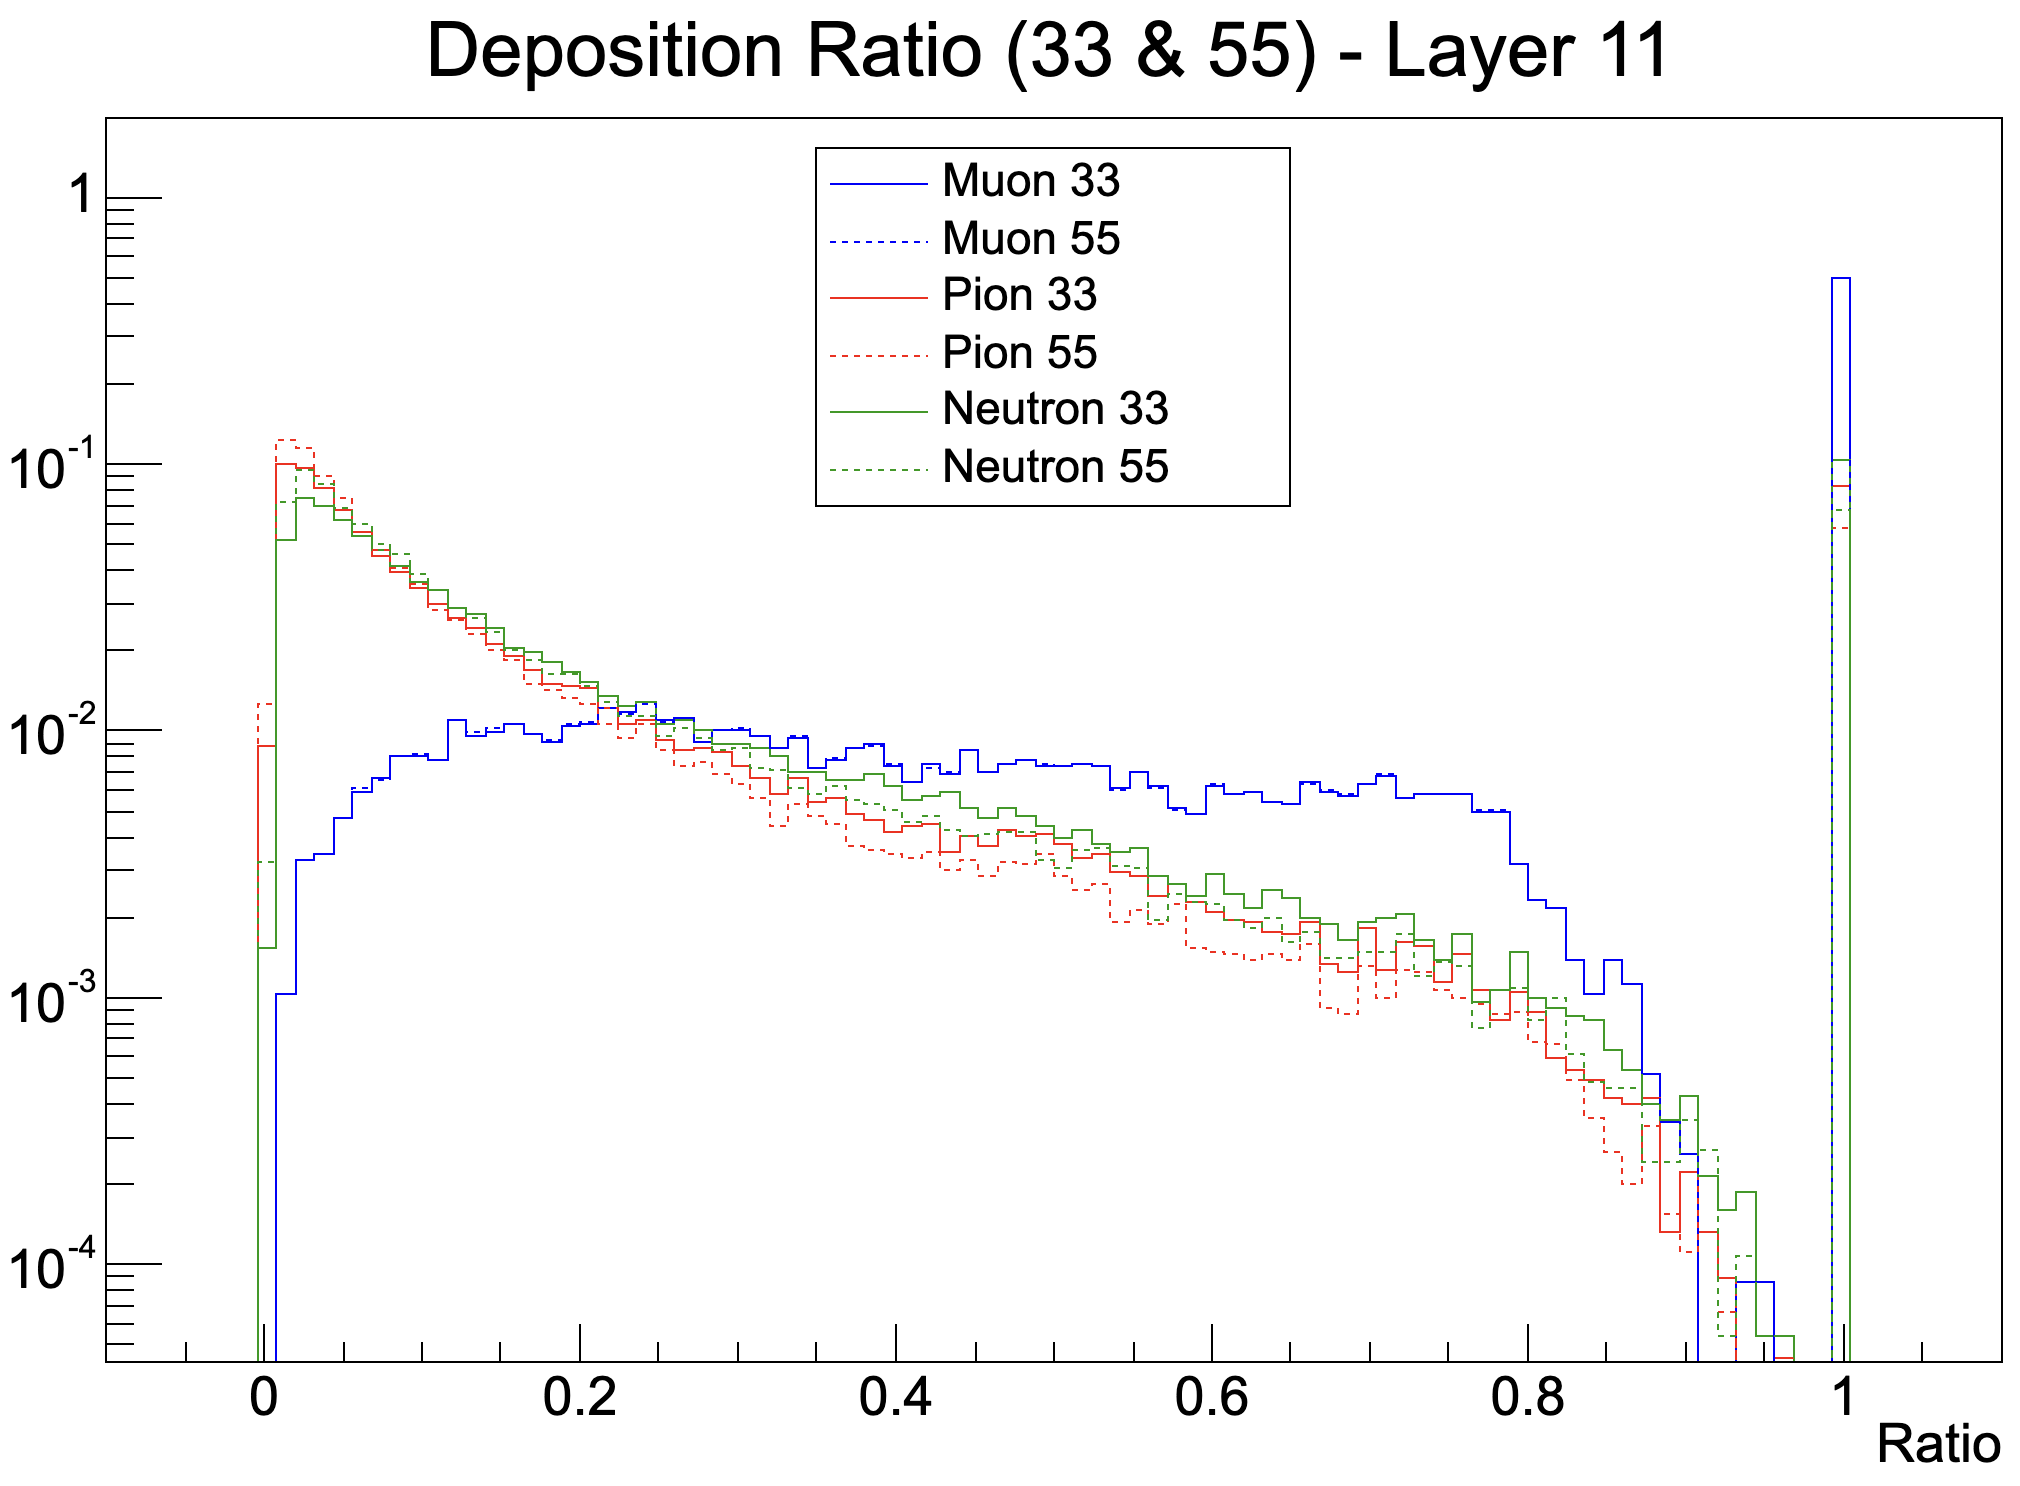 Deposition Ratio (33 & 55) - Layer 11
Muon 33
Muon 55
Pion 33
Pion 55
Neutron 33
Neutron 55
1
10^-1
10^-2
10^-3
10^-4
0 0.2 0.4 0.6 0.8 1
Ratio